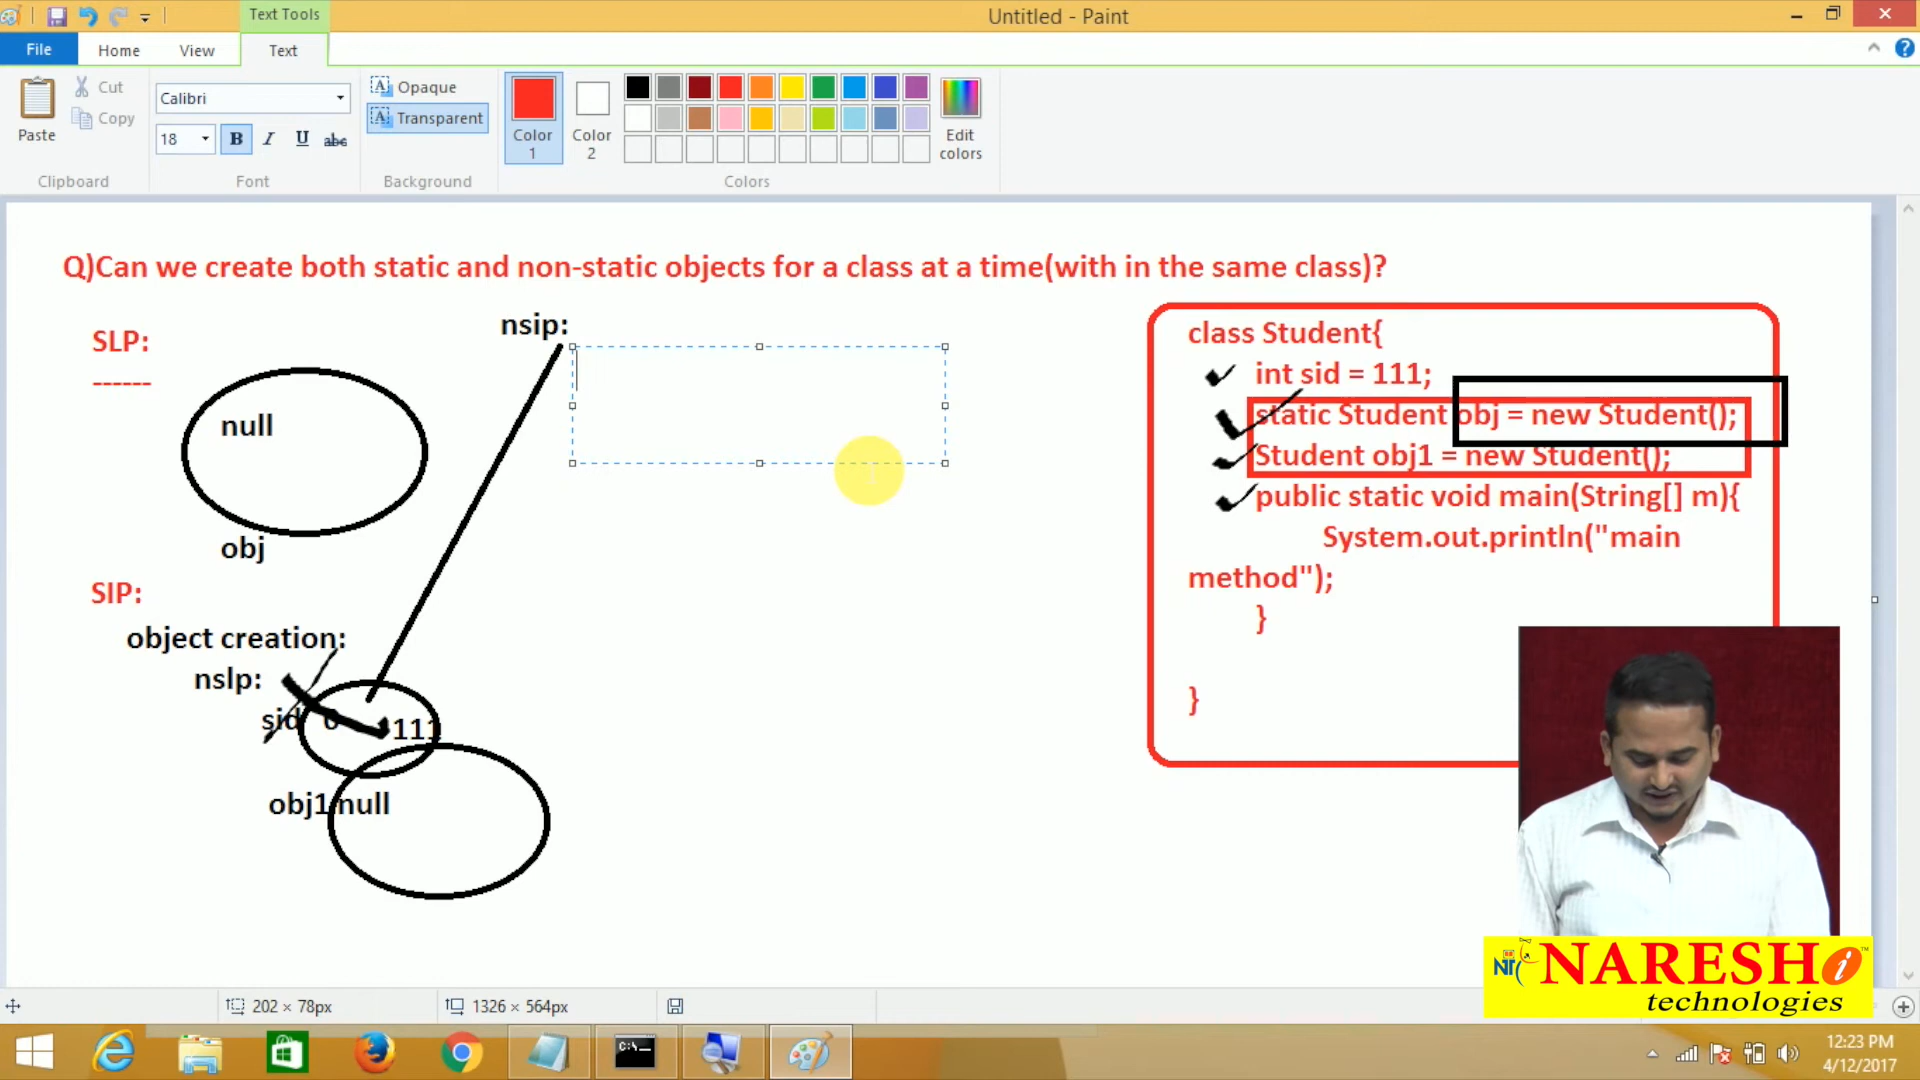 Text Tools
Untitled - Paint
File
Home
View
Text
Paste
Cut
Copy
Clipboard
Calibri
18
B
I
U
abc
Font
Opaque
Transparent
Background
Color
1
Color
2
Edit
colors
Colors
Q)Can we create both static and non-static objects for a class at a time(with in the same class)?
SLP:
------
null
obj
SIP:
object creation:
nslp:
sid 0 111
obj1 null
nsip:
class Student{
int sid = 111;
static Student obj = new Student();
Student obj1 = new Student();
public static void main(String[] m){
System.out.println("main
method");
}
}
NARESH i
technologies
202 × 78px
1326 × 564px
12:23 PM
4/12/2017